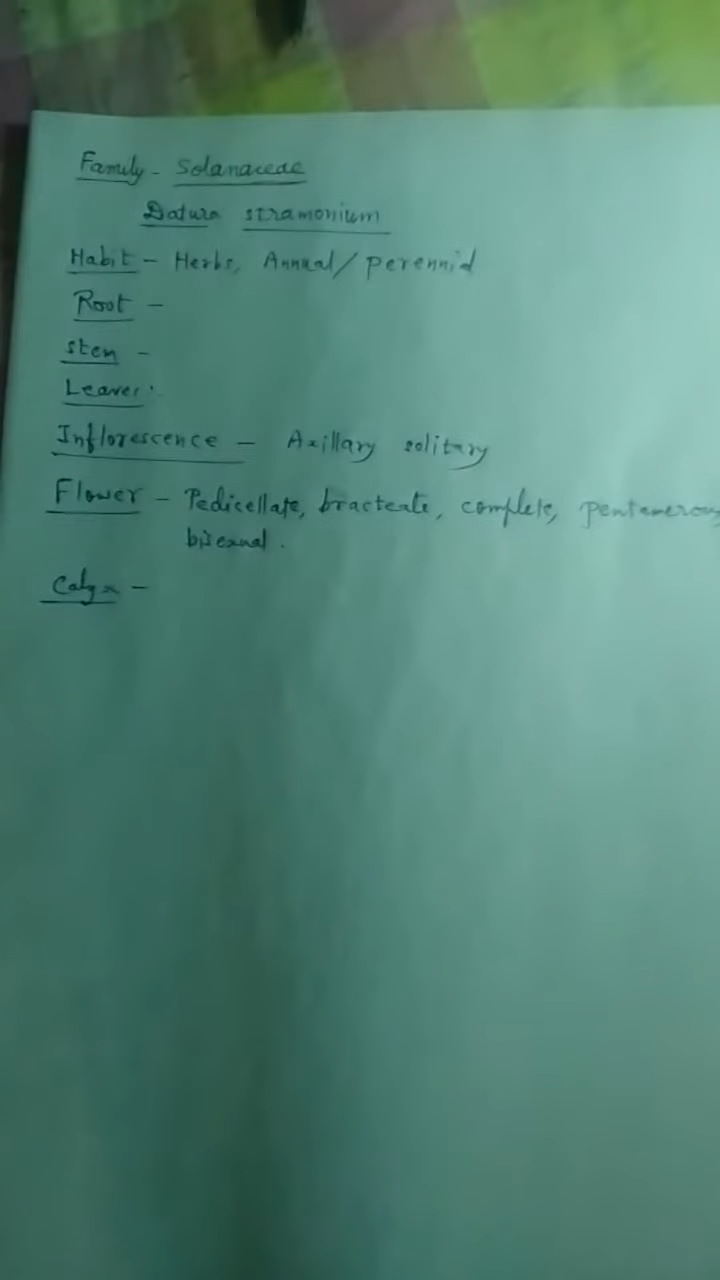 Family - Solanaceae
Datura stramonium
Habit - Herbs, Annual/perennial
Root -
Stem -
Leaves :
Inflorescence - Axillary solitary
Flower - Pedicellate, bracteate, complete, pentamerous,
bisexual.
Calyx -